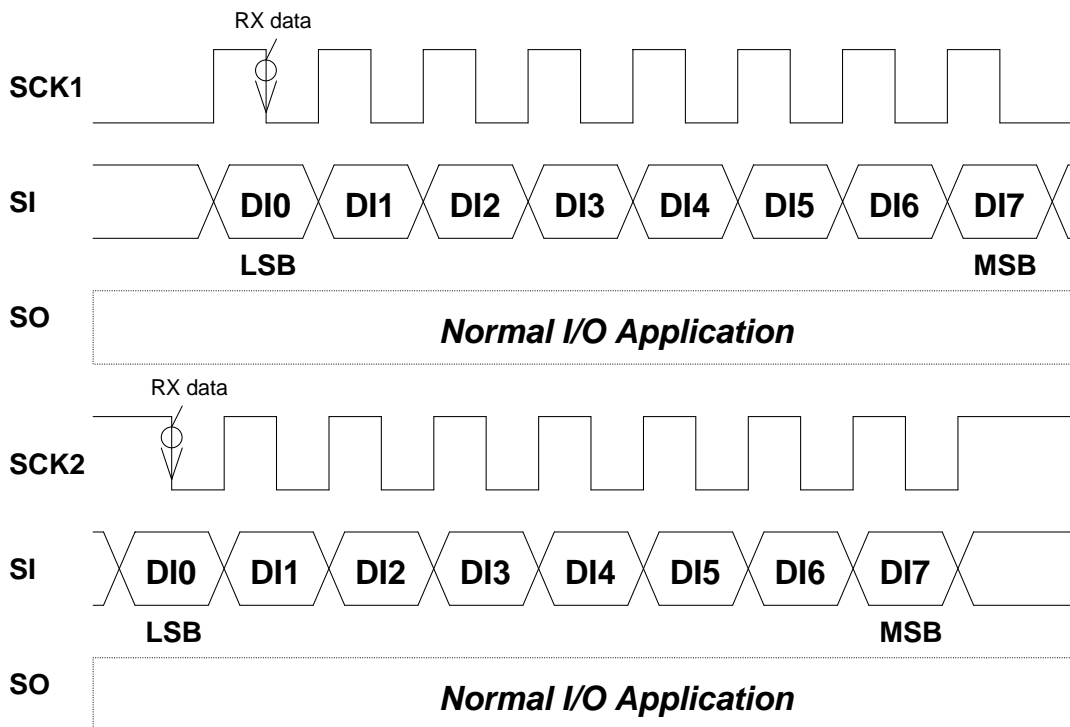 RX data
SCK1
SI DI0 DI1 DI2 DI3 DI4 DI5 DI6 DI7
LSB MSB
SO Normal I/O Application
RX data
SCK2
SI DI0 DI1 DI2 DI3 DI4 DI5 DI6 DI7
LSB MSB
SO Normal I/O Application